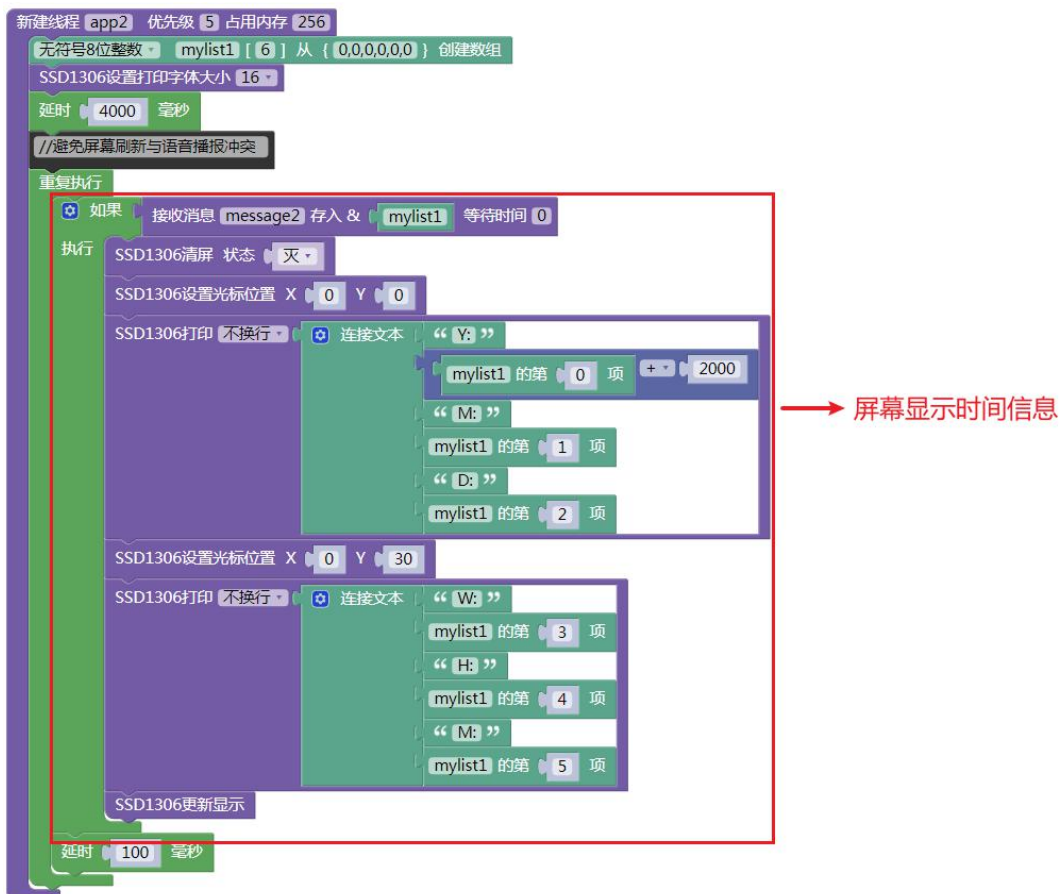 新建线程 app2 优先级 5 占用内存 256
无符号8位整数 mylist1 [ 6 ] 从 { 0,0,0,0,0,0 } 创建数组
SSD1306设置打印字体大小 16
延时 4000 毫秒
//避免屏幕刷新与语音播报冲突
重复执行
如果 接收消息 message2 存入 & mylist1 等待时间 0
执行 SSD1306清屏 状态 灭
SSD1306设置光标位置 X 0 Y 0
SSD1306打印 不换行 连接文本 “ Y: ”
mylist1 的第 0 项 + 2000
“ M: ”
mylist1 的第 1 项
“ D: ”
mylist1 的第 2 项
屏幕显示时间信息
SSD1306设置光标位置 X 0 Y 30
SSD1306打印 不换行 连接文本 “ W: ”
mylist1 的第 3 项
“ H: ”
mylist1 的第 4 项
“ M: ”
mylist1 的第 5 项
SSD1306更新显示
延时 100 毫秒